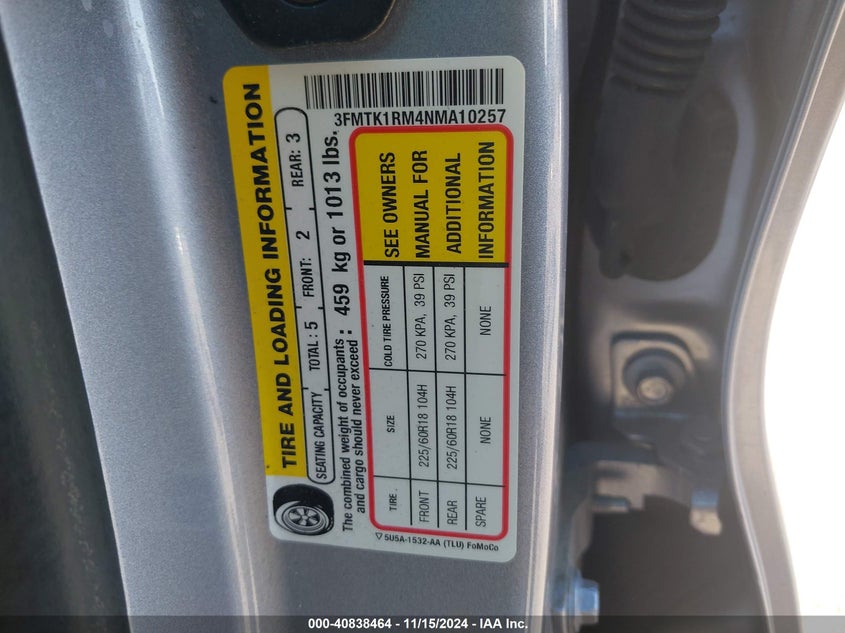 3FMTK1RM4NMA10257
TIRE AND LOADING INFORMATION
SEATING CAPACITY TOTAL: 5 FRONT: 2 REAR: 3
The combined weight of occupants and cargo should never exceed : 459 kg or 1013 lbs.
TIRE SIZE COLD TIRE PRESSURE SEE OWNERS
FRONT 225/60R18 104H 270 KPA, 39 PSI MANUAL FOR
REAR 225/60R18 104H 270 KPA, 39 PSI ADDITIONAL
SPARE NONE NONE INFORMATION
5U5A-1532-AA (TLU) FoMoCo
000-40838464 - 11/15/2024 - IAA Inc.